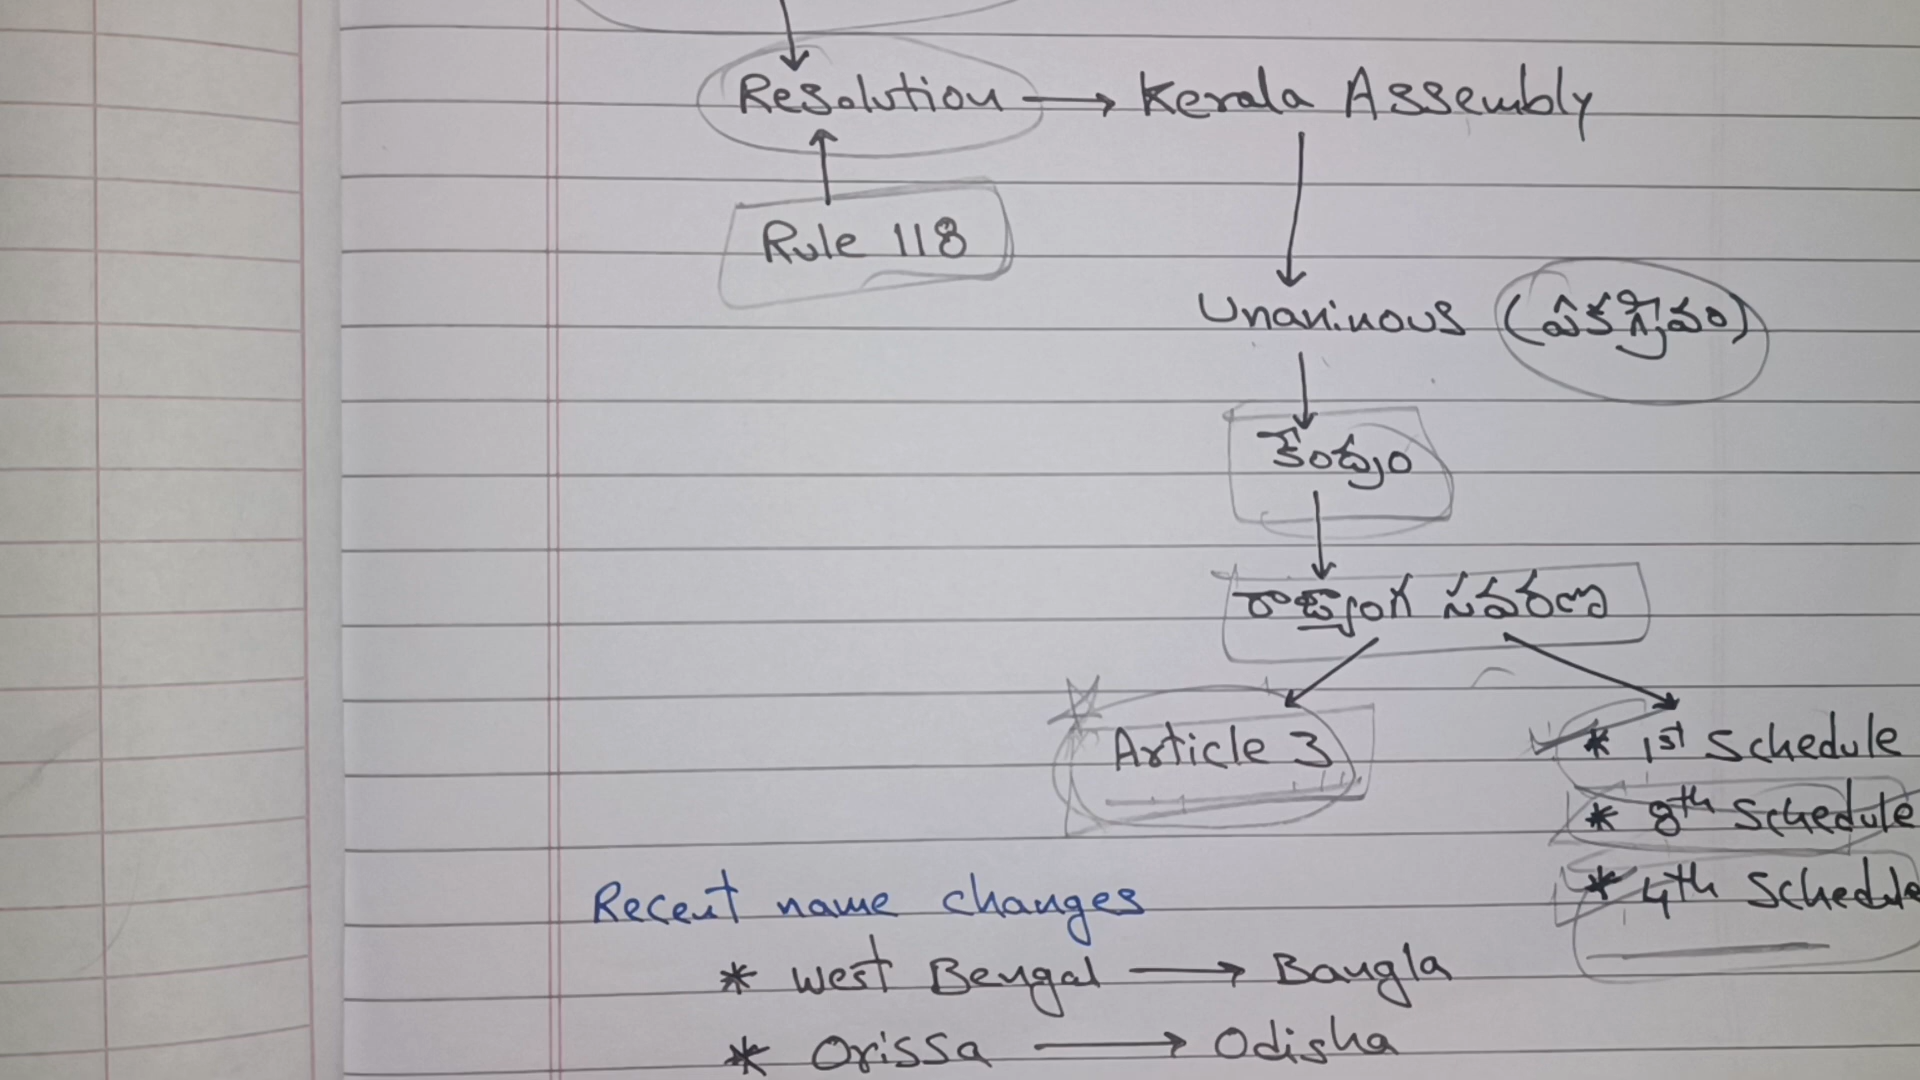 Resolution → Kerala Assembly
Rule 118
Unaninous (ఏకగ్రీవం)
కేంద్రం
రాజ్యాంగ సవరణ
Article 3
* 1st Schedule
* 8th Schedule
* 4th Schedule
Recent name changes
* West Bengal → Bangla
* Orissa → Odisha